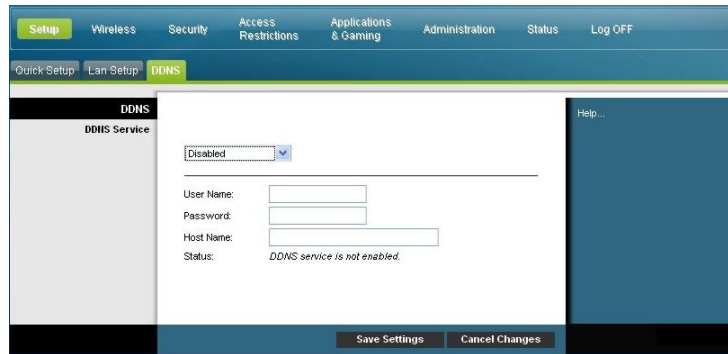 Setup Wireless Security Access Restrictions Applications & Gaming Administration Status Log OFF
Quick Setup Lan Setup DDNS
DDNS
Help...
DDNS Service
Disabled
User Name:
Password:
Host Name:
Status: DDNS service is not enabled.
Save Settings Cancel Changes